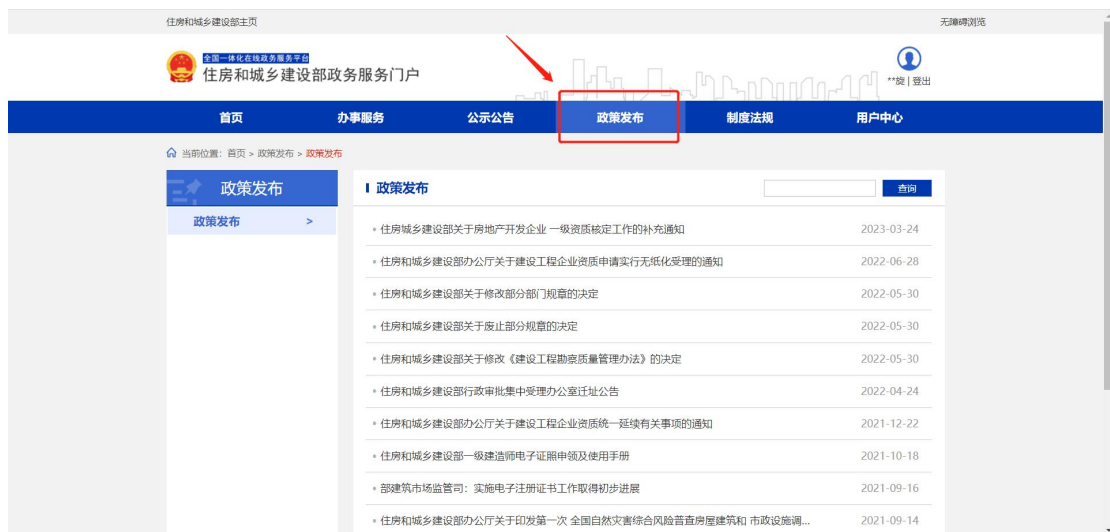 住房和城乡建设部主页 无障碍浏览
全国一体化在线政务服务平台
住房和城乡建设部政务服务门户
**旋 | 登出
首页 办事服务 公示公告 政策发布 制度法规 用户中心
当前位置：首页 > 政策发布 > 政策发布
政策发布
政策发布 >
政策发布 查询
住房城乡建设部关于房地产开发企业 一级资质核定工作的补充通知 2023-03-24
住房和城乡建设部办公厅关于建设工程企业资质申请实行无纸化受理的通知 2022-06-28
住房和城乡建设部关于修改部分部门规章的决定 2022-05-30
住房和城乡建设部关于废止部分规章的决定 2022-05-30
住房和城乡建设部关于修改《建设工程勘察质量管理办法》的决定 2022-05-30
住房和城乡建设部行政审批集中受理办公室迁址公告 2022-04-24
住房和城乡建设部办公厅关于建设工程企业资质统一延续有关事项的通知 2021-12-22
住房和城乡建设部一级建造师电子证照申领及使用手册 2021-10-18
部建筑市场监管司：实施电子注册证书工作取得初步进展 2021-09-16
住房和城乡建设部办公厅关于印发第一次 全国自然灾害综合风险普查房屋建筑和 市政设施调... 2021-09-14